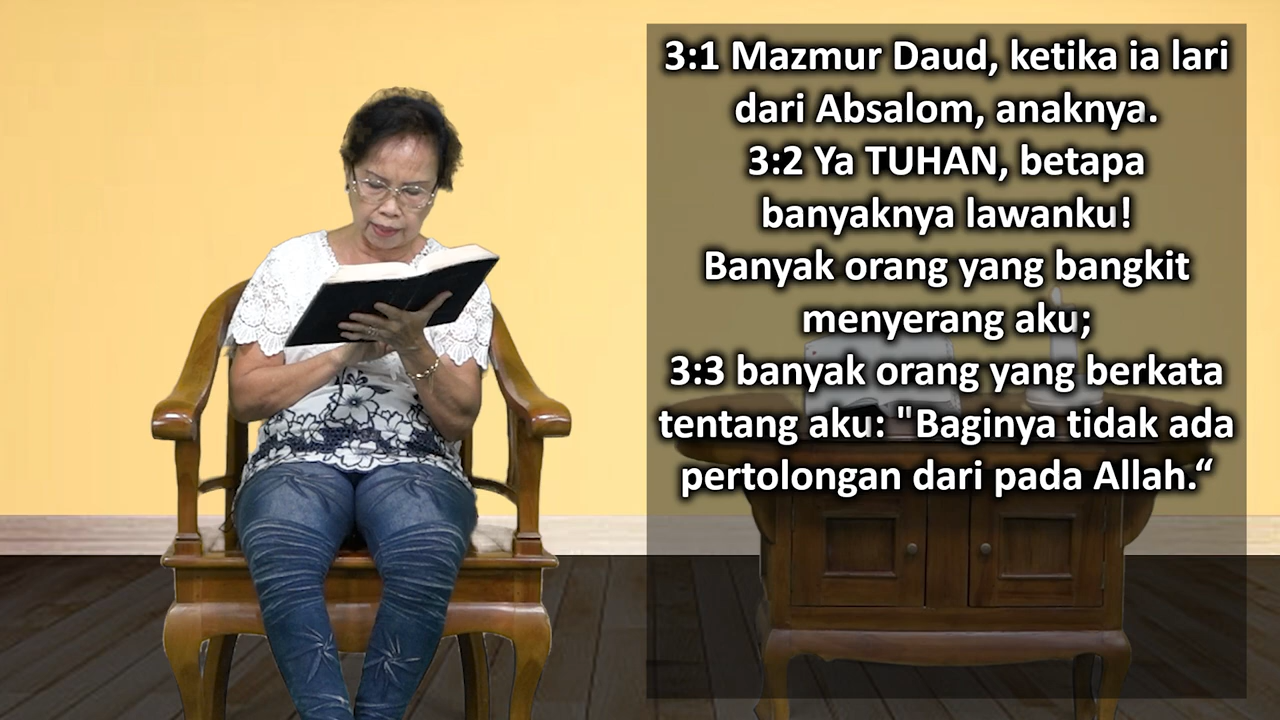 3:1 Mazmur Daud, ketika ia lari
dari Absalom, anaknya.
3:2 Ya TUHAN, betapa
banyaknya lawanku!
Banyak orang yang bangkit
menyerang aku;
3:3 banyak orang yang berkata
tentang aku: "Baginya tidak ada
pertolongan dari pada Allah.“